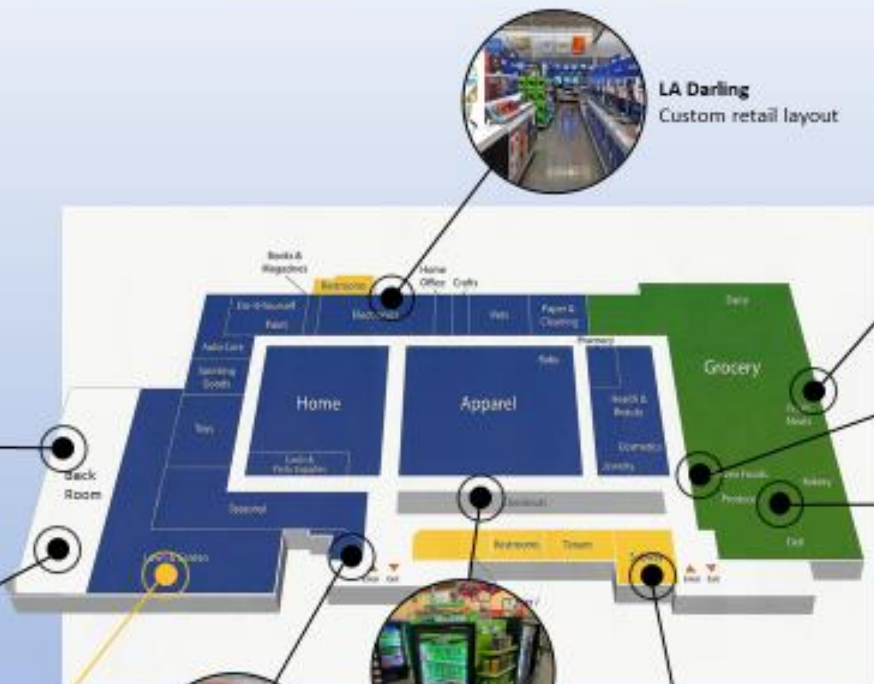 LA Darling
Custom retail layout
Books &
Magazines
Restrooms
Home
Office
Crafts
Do-It-Yourself
Paint
Electronics
Pets
Paper &
Cleaning
Dairy
Auto Care
Pharmacy
Sporting
Goods
Baby
Grocery
Home
Apparel
Health &
Beauty
Meats
Toys
Cosmetics
Jewelry
Back
Room
Bakery
Produce
Seasonal
Checkouts
Restrooms
Deli
Lawn & Garden
Enter
Exit
Enter
Exit